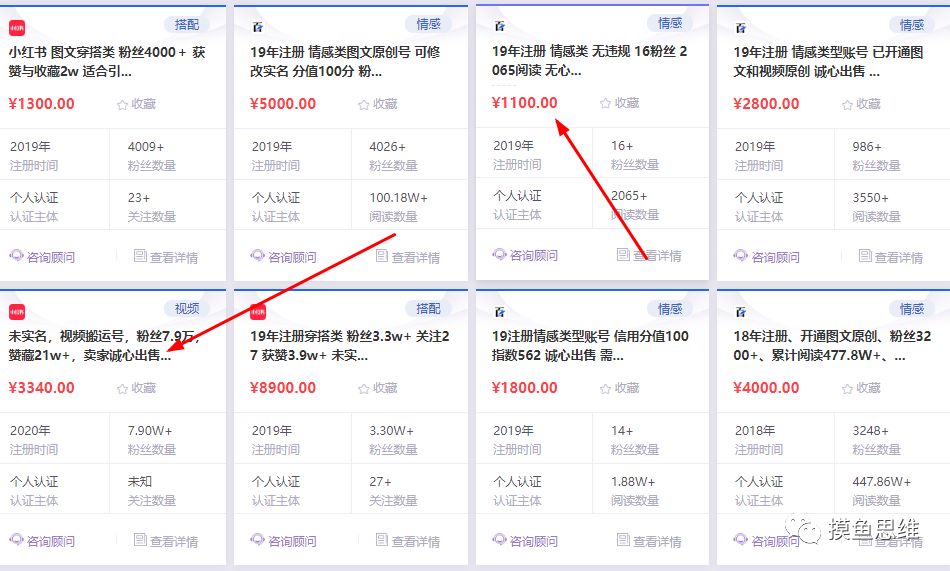 搭配
小红书 图文穿搭类 粉丝4000 + 获
赞与收藏2w 适合引...
¥1300.00
收藏
2019年
注册时间
4009+
粉丝数量
个人认证
认证主体
23+
关注数量
咨询顾问
查看详情
情感
19年注册 情感类图文原创号 可修
改实名 分值100分 粉...
¥5000.00
收藏
2019年
注册时间
4026+
粉丝数量
个人认证
认证主体
100.18W+
阅读数量
咨询顾问
查看详情
情感
19年注册 情感类 无违规 16粉丝 2
065阅读 无心...
¥1100.00
收藏
2019年
注册时间
16+
粉丝数量
个人认证
认证主体
2065+
阅读数量
咨询顾问
查看详情
情感
19年注册 情感类型账号 已开通图
文和视频原创 诚心出售 ...
¥2800.00
收藏
2019年
注册时间
986+
粉丝数量
个人认证
认证主体
3550+
阅读数量
咨询顾问
查看详情
视频
未实名，视频搬运号，粉丝7.9万，
赞藏21w+，卖家诚心出售...
¥3340.00
收藏
2020年
注册时间
7.90W+
粉丝数量
个人认证
认证主体
未知
关注数量
咨询顾问
查看详情
搭配
19年注册穿搭类 粉丝3.3w+ 关注2
7 获赞3.9w+ 未实...
¥8900.00
收藏
2019年
注册时间
3.30W+
粉丝数量
个人认证
认证主体
27+
关注数量
咨询顾问
查看详情
情感
19注册情感类型账号 信用分值100
指数562 诚心出售 需...
¥1800.00
收藏
2019年
注册时间
14+
粉丝数量
个人认证
认证主体
1.88W+
阅读数量
咨询顾问
查看详情
情感
18年注册、开通图文原创、粉丝32
00+、累计阅读477.8W+、...
¥4000.00
收藏
2018年
注册时间
3248+
粉丝数量
个人认证
认证主体
447.86W+
阅读数量
咨询顾问
查看详情
摸鱼思维